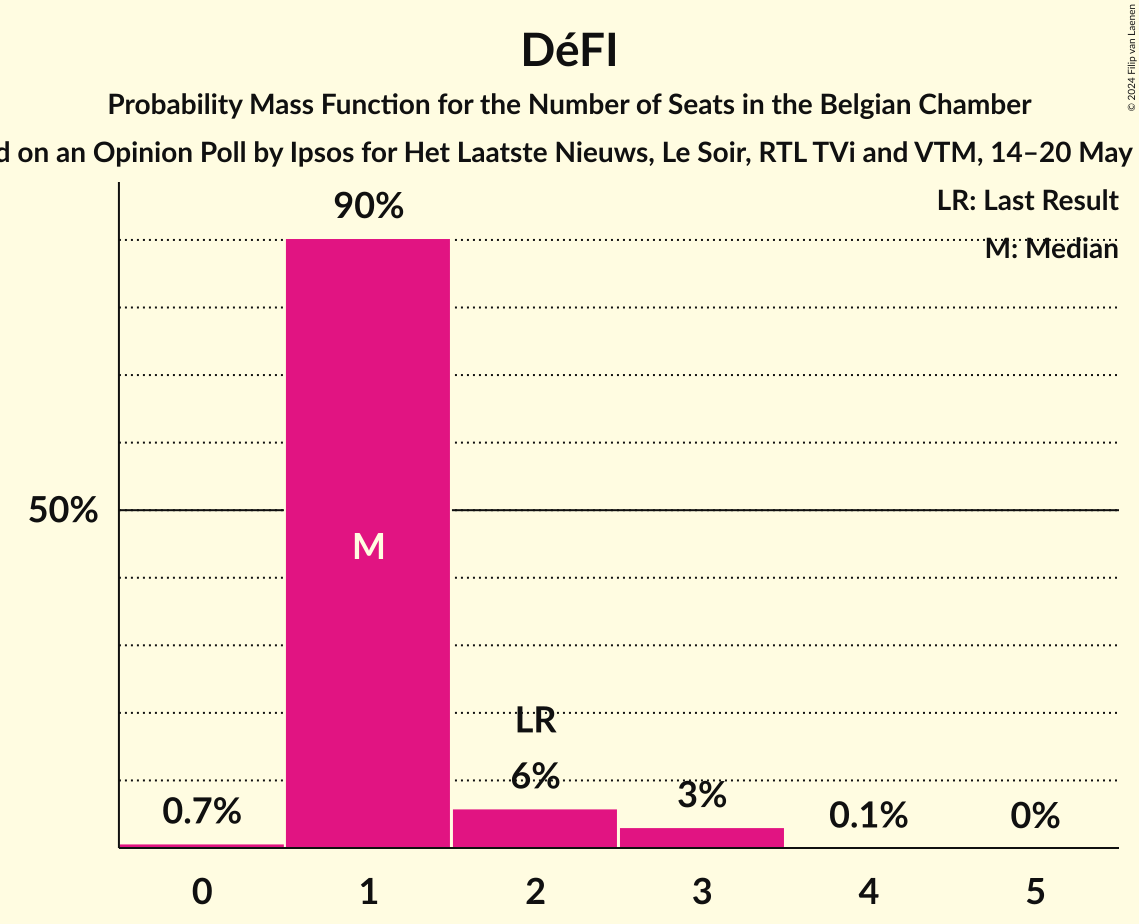 DéFI
Probability Mass Function for the Number of Seats in the Belgian Chamber
on an Opinion Poll by Ipsos for Het Laatste Nieuws, Le Soir, RTL TVi and VTM, 14–20 May
© 2024 Filip van Laenen
LR: Last Result
M: Median
90%
50%
M
LR
6%
3%
0.7%
0.1%
0%
0 1 2 3 4 5